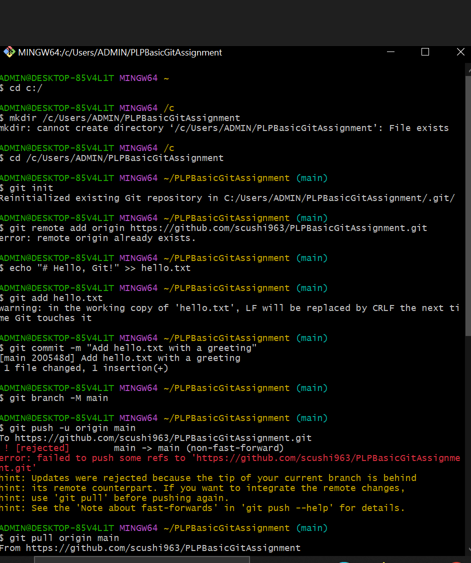 MINGW64:/c/Users/ADMIN/PLPBasicGitAssignment
ADMIN@DESKTOP-85V4L1T MINGW64 ~
$ cd c:/
ADMIN@DESKTOP-85V4L1T MINGW64 /c
$ mkdir /c/Users/ADMIN/PLPBasicGitAssignment
mkdir: cannot create directory '/c/Users/ADMIN/PLPBasicGitAssignment': File exists
ADMIN@DESKTOP-85V4L1T MINGW64 /c
$ cd /c/Users/ADMIN/PLPBasicGitAssignment
ADMIN@DESKTOP-85V4L1T MINGW64 ~/PLPBasicGitAssignment (main)
$ git init
Reinitialized existing Git repository in C:/Users/ADMIN/PLPBasicGitAssignment/.git/
ADMIN@DESKTOP-85V4L1T MINGW64 ~/PLPBasicGitAssignment (main)
$ git remote add origin https://github.com/scushi963/PLPBasicGitAssignment.git
error: remote origin already exists.
ADMIN@DESKTOP-85V4L1T MINGW64 ~/PLPBasicGitAssignment (main)
$ echo "# Hello, Git!" >> hello.txt
ADMIN@DESKTOP-85V4L1T MINGW64 ~/PLPBasicGitAssignment (main)
$ git add hello.txt
warning: in the working copy of 'hello.txt', LF will be replaced by CRLF the next ti
me Git touches it
ADMIN@DESKTOP-85V4L1T MINGW64 ~/PLPBasicGitAssignment (main)
$ git commit -m "Add hello.txt with a greeting"
[main 200548d] Add hello.txt with a greeting
1 file changed, 1 insertion(+)
ADMIN@DESKTOP-85V4L1T MINGW64 ~/PLPBasicGitAssignment (main)
$ git branch -M main
ADMIN@DESKTOP-85V4L1T MINGW64 ~/PLPBasicGitAssignment (main)
$ git push -u origin main
To https://github.com/scushi963/PLPBasicGitAssignment.git
! [rejected] main -> main (non-fast-forward)
error: failed to push some refs to 'https://github.com/scushi963/PLPBasicGitAssignme
nt.git'
hint: Updates were rejected because the tip of your current branch is behind
hint: its remote counterpart. If you want to integrate the remote changes,
hint: use 'git pull' before pushing again.
hint: See the 'Note about fast-forwards' in 'git push --help' for details.
ADMIN@DESKTOP-85V4L1T MINGW64 ~/PLPBasicGitAssignment (main)
$ git pull origin main
From https://github.com/scushi963/PLPBasicGitAssignment